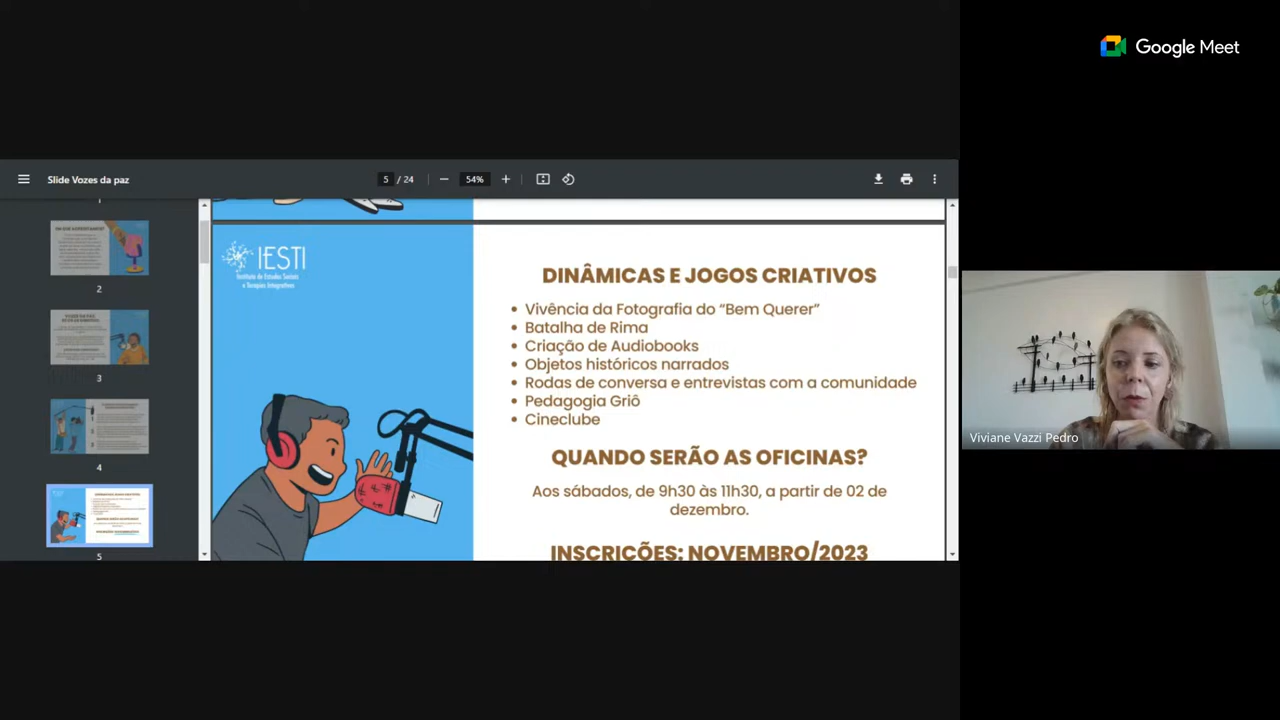 Google Meet
Slide Vozes da paz
5 / 24
54%
1
2
3
4
5
IESTI
Instituto de Estudos Sociais
e Terapias Integrativas
DINÂMICAS E JOGOS CRIATIVOS
• Vivência da Fotografia do “Bem Querer”
• Batalha de Rima
• Criação de Audiobooks
• Objetos históricos narrados
• Rodas de conversa e entrevistas com a comunidade
• Pedagogia Griô
• Cineclube
QUANDO SERÃO AS OFICINAS?
Aos sábados, de 9h30 às 11h30, a partir de 02 de
dezembro.
INSCRIÇÕES: NOVEMBRO/2023
Viviane Vazzi Pedro